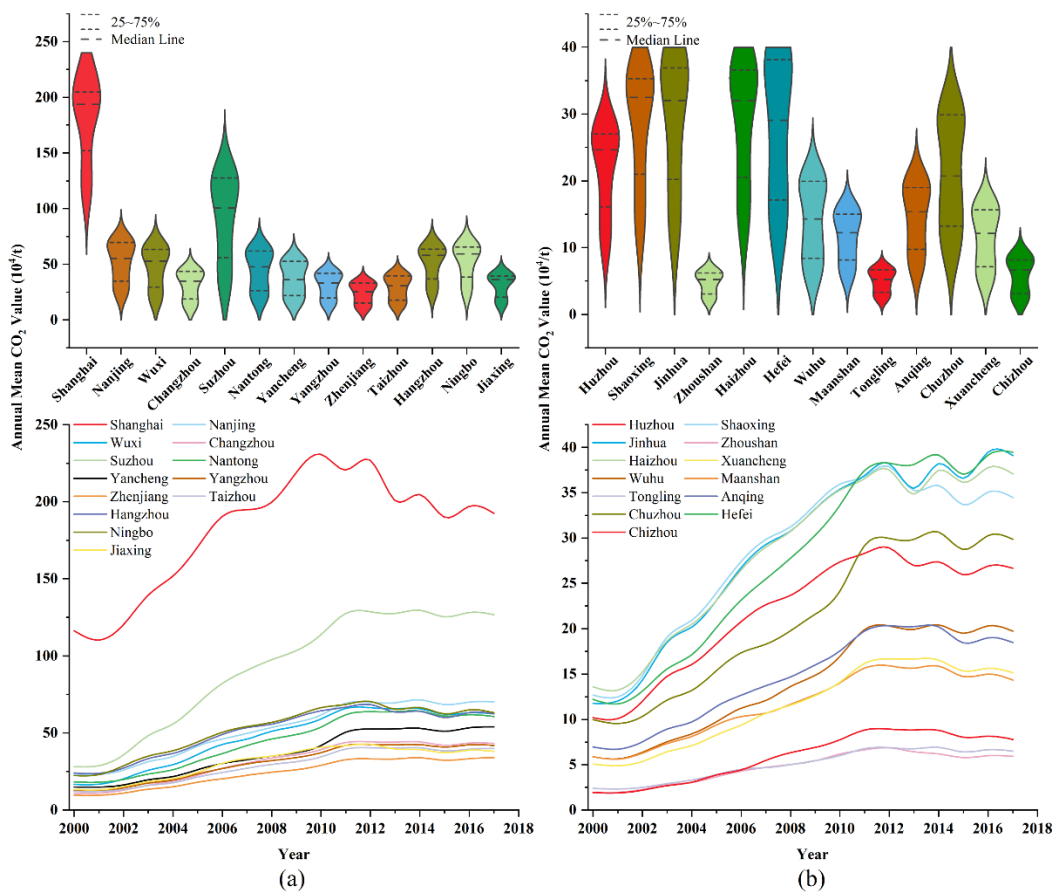 25~75%
Median Line
250
200
150
100
50
0
Shanghai
Nanjing
Wuxi
Changzhou
Suzhou
Nantong
Yancheng
Yangzhou
Zhenjiang
Taizhou
Hangzhou
Ningbo
Jiaxing
Annual Mean CO₂ Value (10⁴/t)
250
200
150
100
50
0
Shanghai
Nanjing
Wuxi
Changzhou
Suzhou
Nantong
Yancheng
Yangzhou
Zhenjiang
Taizhou
Hangzhou
Ningbo
Jiaxing
2000 2002 2004 2006 2008 2010 2012 2014 2016 2018
Year
(a)
25%~75%
Median Line
40
30
20
10
0
Huzhou
Shaoxing
Jinhua
Zhoushan
Haizhou
Hefei
Wuhu
Maanshan
Tongling
Anqing
Chuzhou
Xuancheng
Chizhou
Annual Mean CO₂ Value (10⁴/t)
40
35
30
25
20
15
10
5
0
Huzhou
Shaoxing
Jinhua
Zhoushan
Haizhou
Xuancheng
Wuhu
Maanshan
Tongling
Anqing
Chuzhou
Hefei
Chizhou
2000 2002 2004 2006 2008 2010 2012 2014 2016 2018
Year
(b)